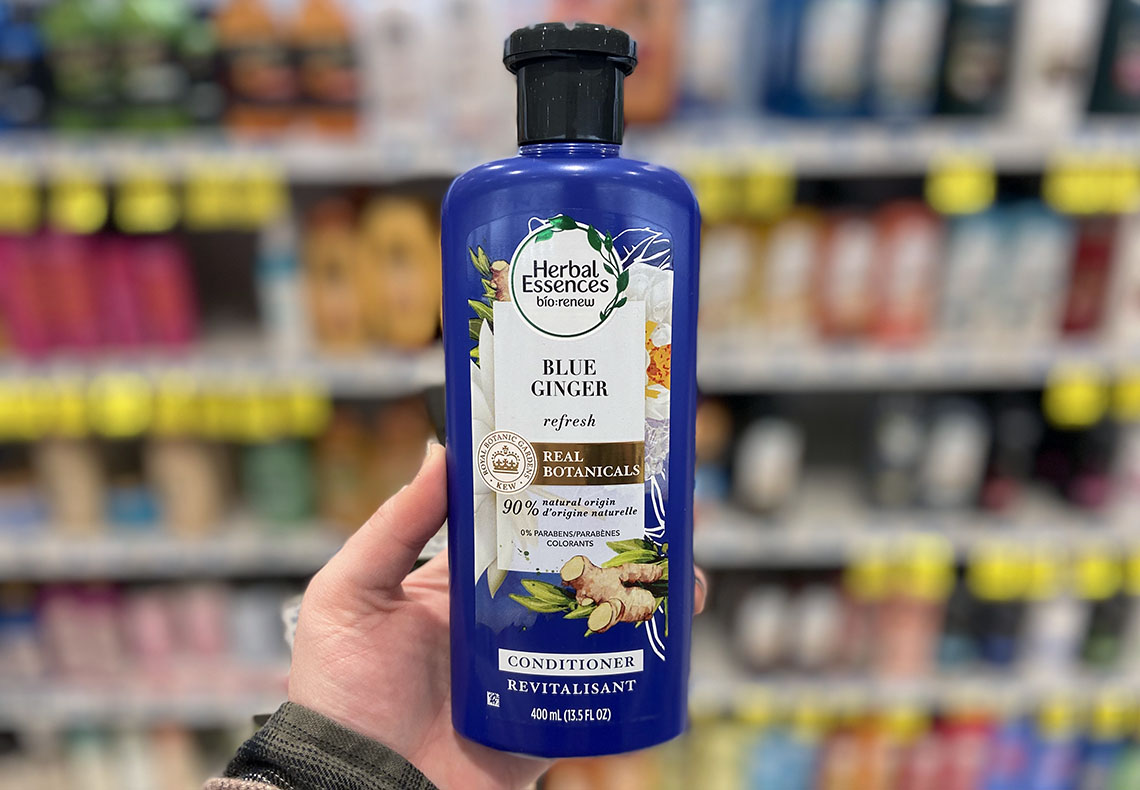 Herbal
Essences
bío:renew
BLUE
GINGER
refresh
ROYAL BOTANIC GARDENS
KEW
REAL
BOTANICALS
90% natural origin
d'origine naturelle
0% PARABENS/PARABÈNES
COLORANTS
CONDITIONER
REVITALISANT
400 mL (13.5 FL OZ)